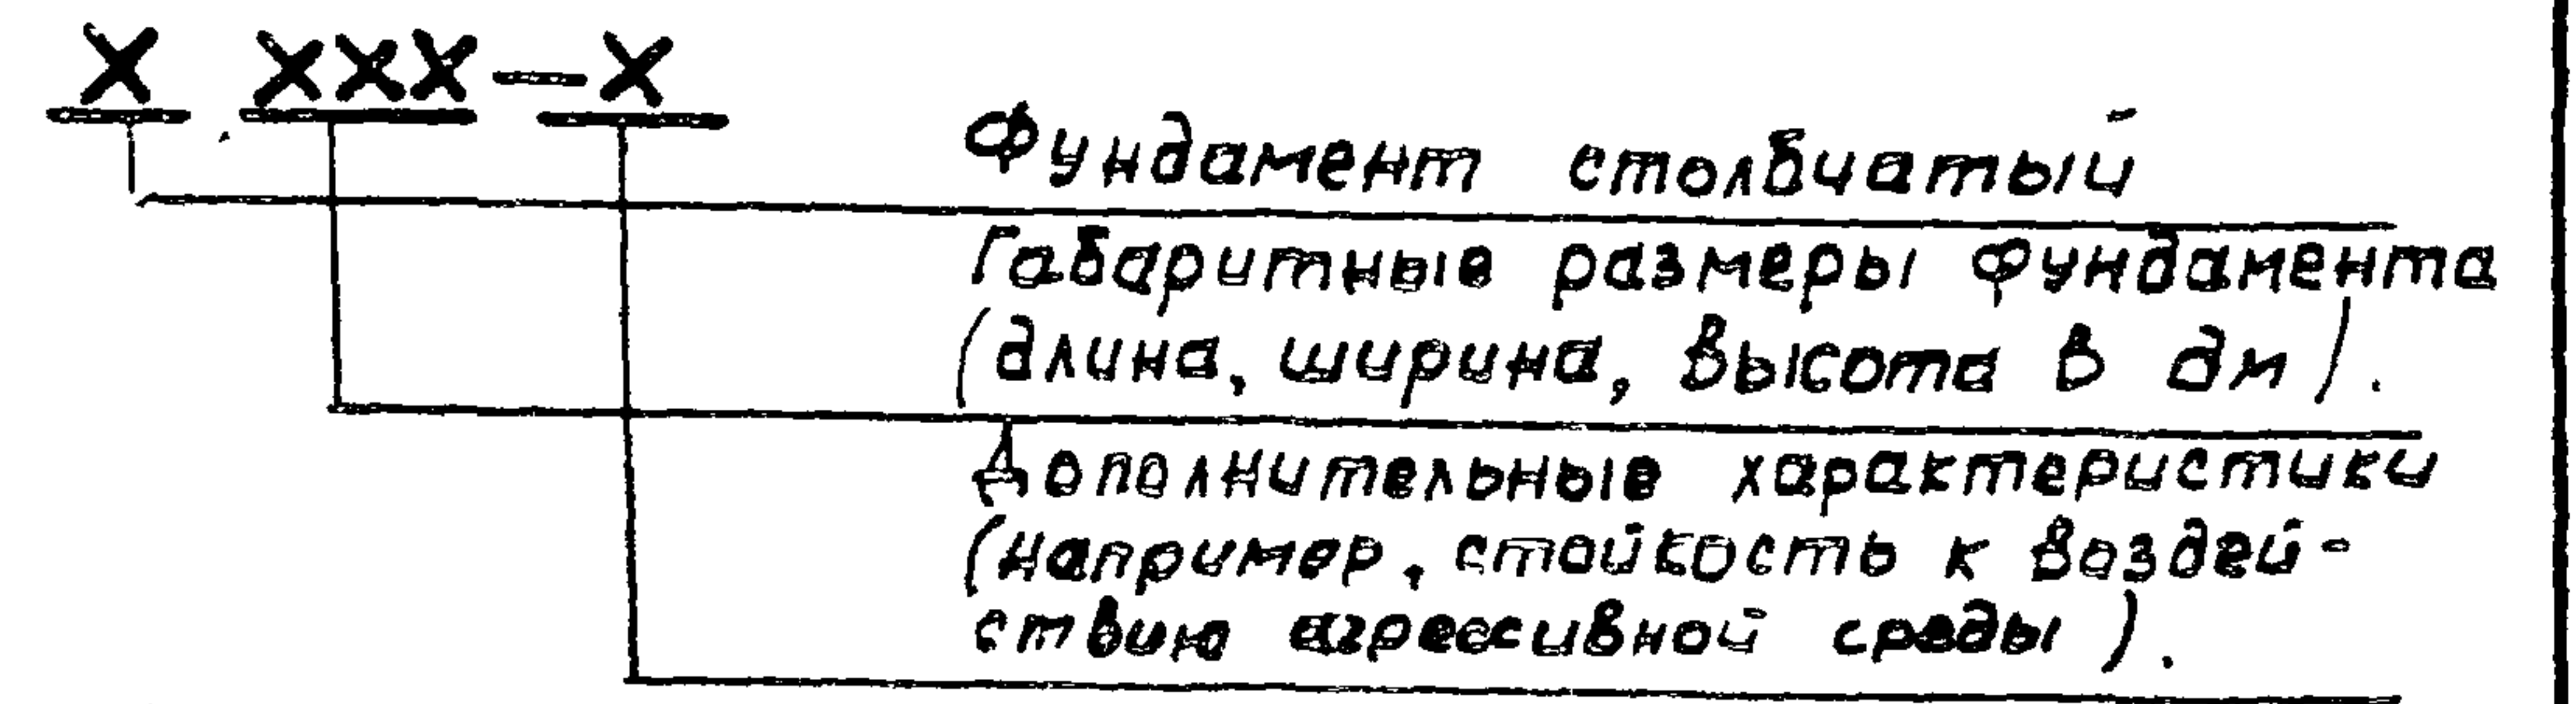 Х ХХХ-Х
Фундамент столбчатый
Габаритные размеры фундамента
(длина, ширина, высота в дм).
Дополнительные характеристики
(например, стойкость к воздей-
ствию агрессивной среды).